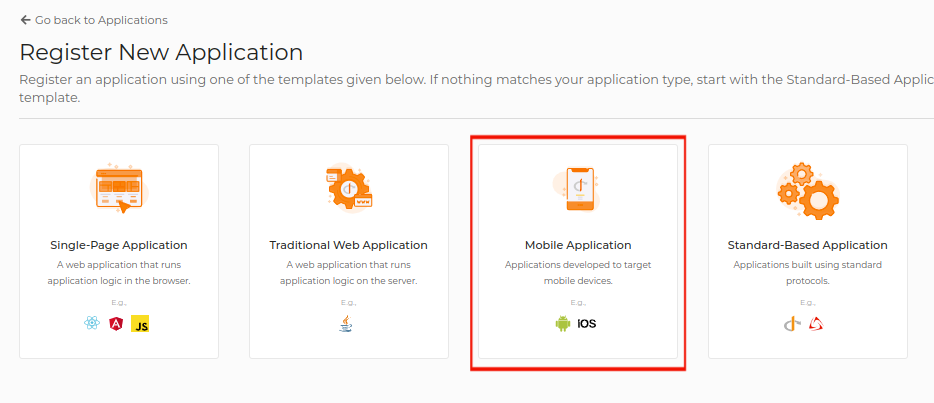 Go back to Applications
Register New Application
Register an application using one of the templates given below. If nothing matches your application type, start with the Standard-Based Applic
template.
Single-Page Application
A web application that runs
application logic in the browser.
E.g.,
JS
Traditional Web Application
A web application that runs
application logic on the server.
E.g.,
Mobile Application
Applications developed to target
mobile devices.
E.g.,
iOS
Standard-Based Application
Applications built using standard
protocols.
E.g.,